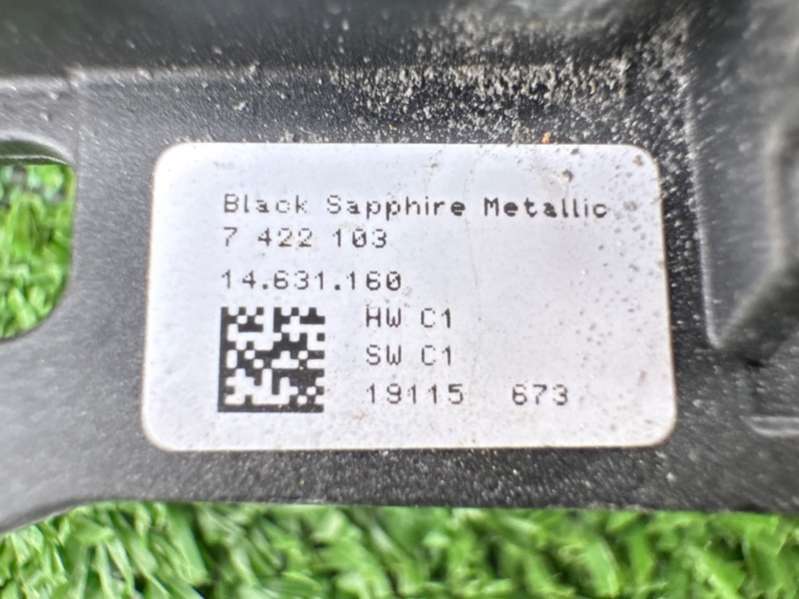 Black Sapphire Metallic
7 422 103
14.631.160
HW C1
SW C1
19115 673